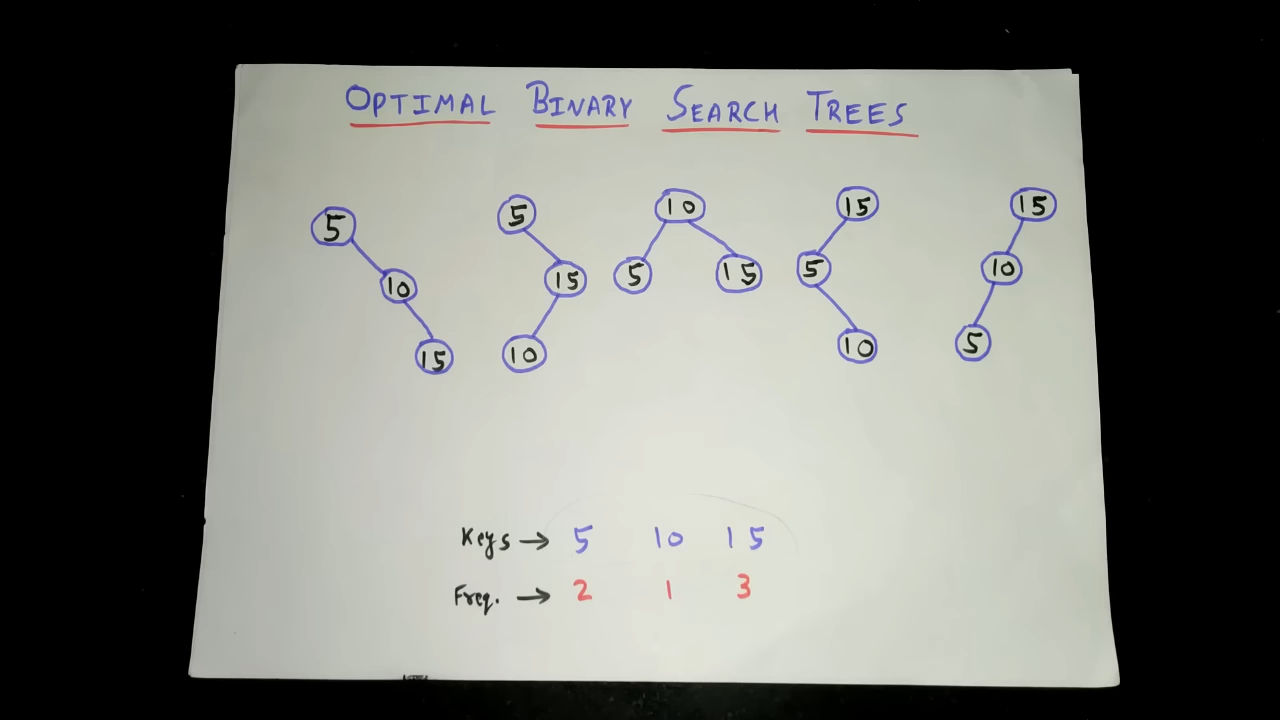 OPTIMAL BINARY SEARCH TREES
5 5 10 15 15
10 15 5 15 5 10
15 10 10 5
Keys → 5 10 15
Freq. → 2 1 3